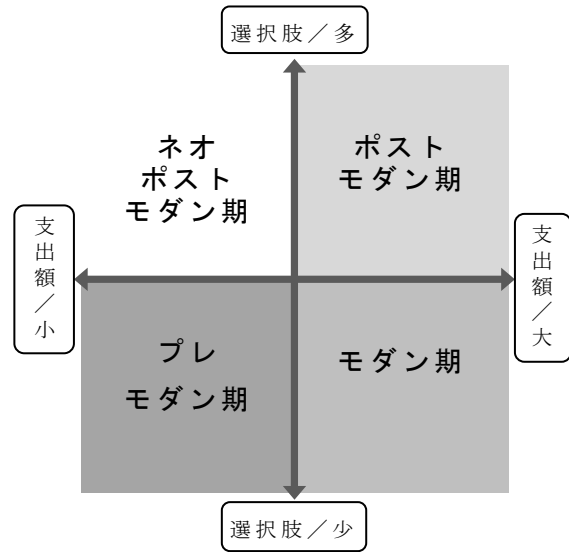 選択肢／多
ネオ
ポスト
モダン期
ポスト
モダン期
支出額／小
支出額／大
プレ
モダン期
モダン期
選択肢／少